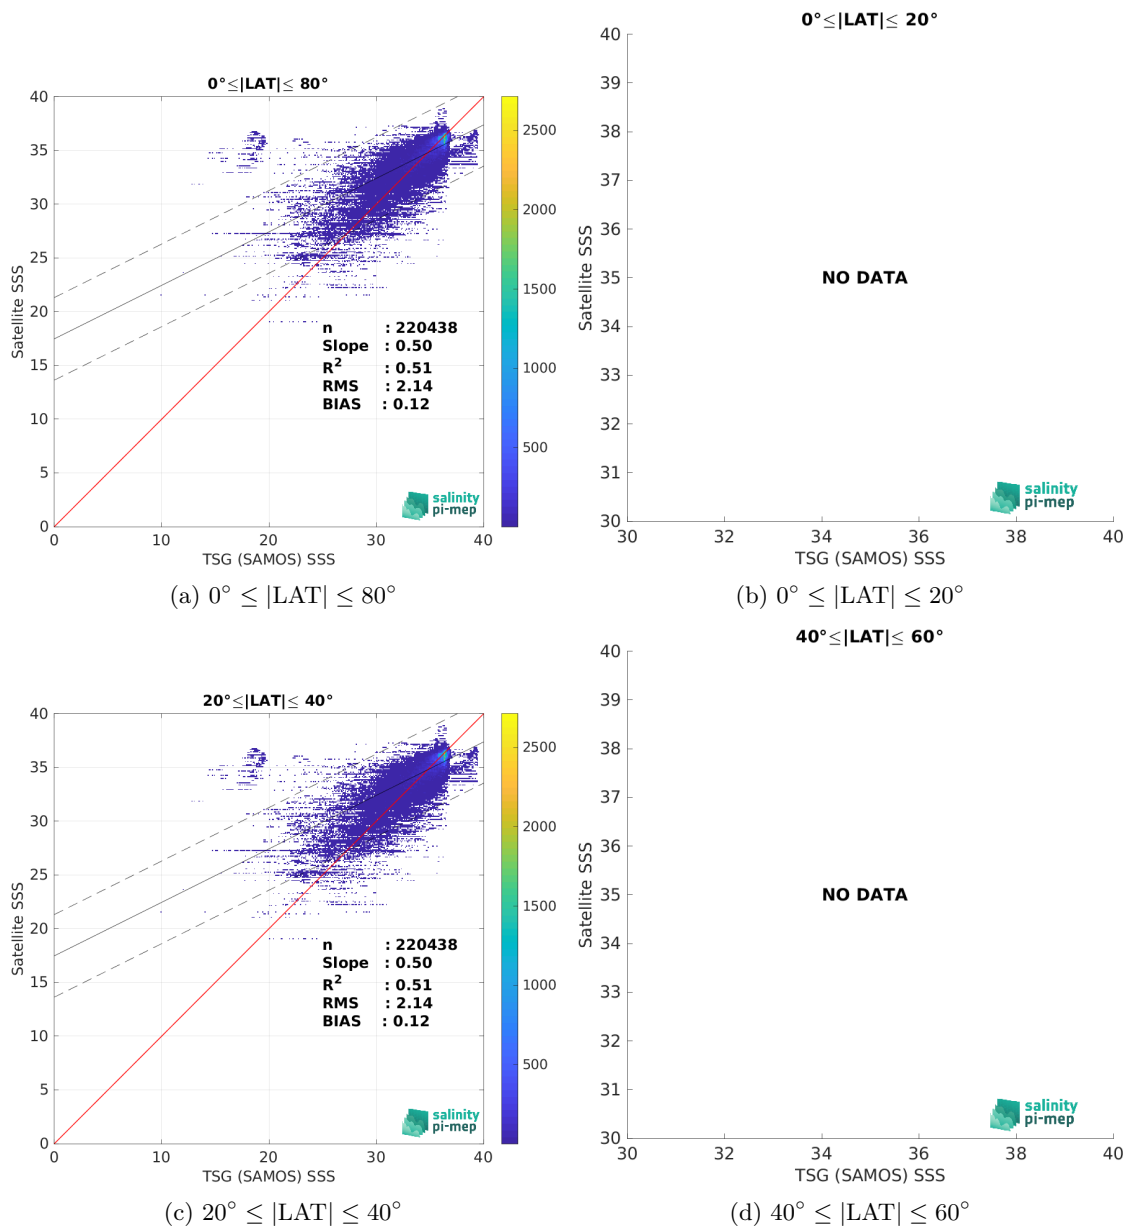 0°≤|LAT|≤ 80°
40
35
30
25
20
15
10
5
0
Satellite SSS
n : 220438
Slope : 0.50
R² : 0.51
RMS : 2.14
BIAS : 0.12
salinity
pi-mep
0 10 20 30 40
TSG (SAMOS) SSS
2500
2000
1500
1000
500
(a) 0° ≤ |LAT| ≤ 80°
0°≤|LAT|≤ 20°
40
39
38
37
36
35
34
33
32
31
30
Satellite SSS
NO DATA
salinity
pi-mep
30 32 34 36 38 40
TSG (SAMOS) SSS
(b) 0° ≤ |LAT| ≤ 20°
20°≤|LAT|≤ 40°
40
35
30
25
20
15
10
5
0
Satellite SSS
n : 220438
Slope : 0.50
R² : 0.51
RMS : 2.14
BIAS : 0.12
salinity
pi-mep
0 10 20 30 40
TSG (SAMOS) SSS
2500
2000
1500
1000
500
(c) 20° ≤ |LAT| ≤ 40°
40°≤|LAT|≤ 60°
40
39
38
37
36
35
34
33
32
31
30
Satellite SSS
NO DATA
salinity
pi-mep
30 32 34 36 38 40
TSG (SAMOS) SSS
(d) 40° ≤ |LAT| ≤ 60°